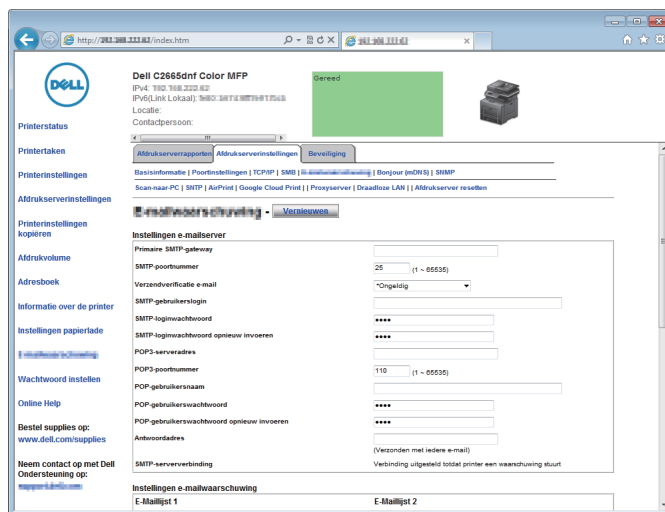 /index.htm
DELL
Dell C2665dnf Color MFP
IPv4:
IPv6(Link Lokaal):
Locatie:
Contactpersoon:
Gereed
Printerstatus
Printertaken
Printerinstellingen
Afdrukserverinstellingen
Printerinstellingen
kopiëren
Afdrukvolume
Adresboek
Informatie over de printer
Instellingen papierlade
Wachtwoord instellen
Online Help
Bestel supplies op:
www.dell.com/supplies
Neem contact op met Dell
Ondersteuning op:
Afdrukserverrapporten Afdrukserverinstellingen Beveiliging
Basisinformatie | Poortinstellingen | TCP/IP | SMB | | Bonjour (mDNS) | SNMP
Scan-naar-PC | SNTP | AirPrint | Google Cloud Print | | Proxyserver | Draadloze LAN | | Afdrukserver resetten
- Vernieuwen
Instellingen e-mailserver
Primaire SMTP-gateway
SMTP-poortnummer 25 (1 ~ 65535)
Verzendverificatie e-mail *Ongeldig
SMTP-gebruikerslogin
SMTP-loginwachtwoord ••••
SMTP-loginwachtwoord opnieuw invoeren ••••
POP3-serveradres
POP3-poortnummer 110 (1 ~ 65535)
POP-gebruikersnaam
POP-gebruikerswachtwoord ••••
POP-gebruikerswachtwoord opnieuw invoeren ••••
Antwoordadres
(Verzonden met iedere e-mail)
SMTP-serververbinding Verbinding uitgesteld totdat printer een waarschuwing stuurt
Instellingen e-mailwaarschuwing
E-Maillijst 1 E-Maillijst 2